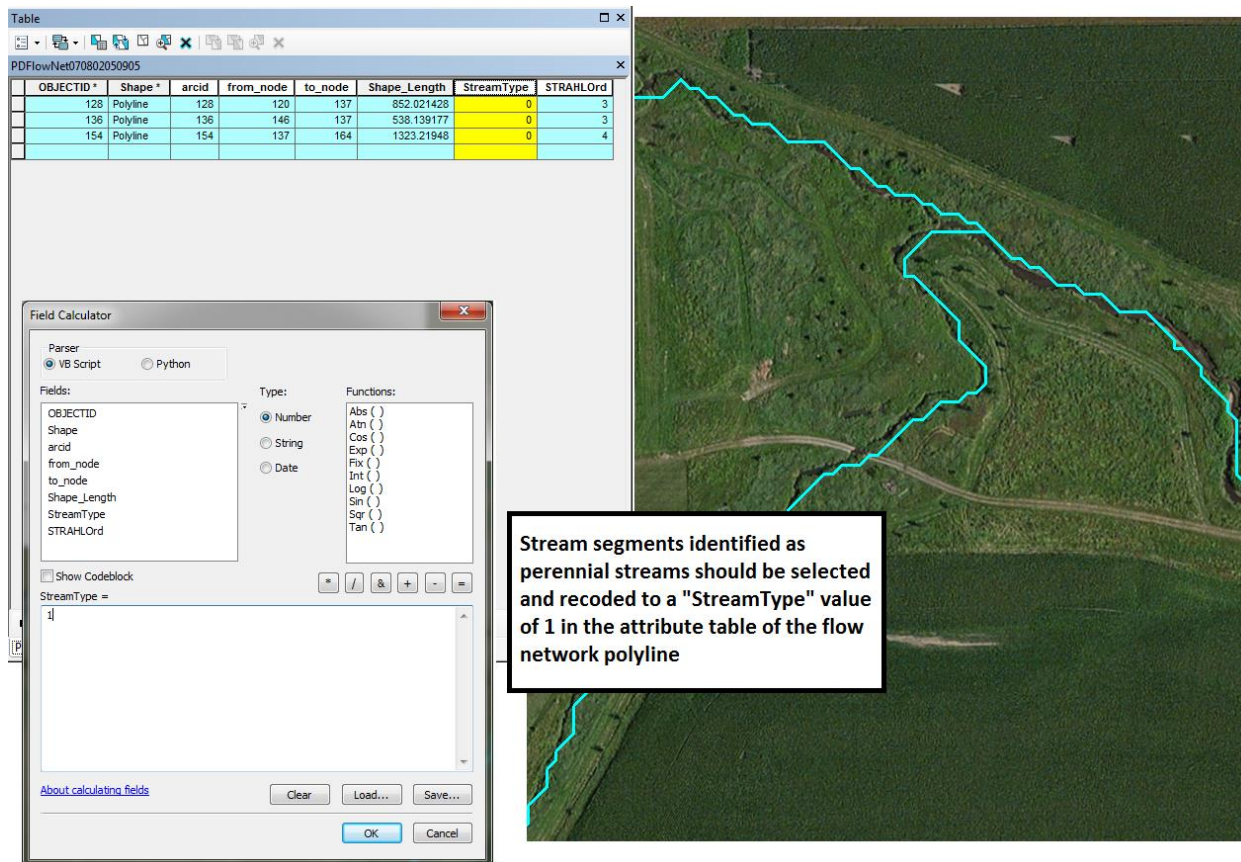 Table
PDFlowNet070802050905
OBJECTID * Shape * arcid from_node to_node Shape_Length StreamType STRAHLOrd
128 Polyline 128 120 137 852.021428 0 3
136 Polyline 136 146 137 538.139177 0 3
154 Polyline 154 137 164 1323.21948 0 4
Field Calculator
Parser
VB Script Python
Fields:
OBJECTID
Shape
arcid
from_node
to_node
Shape_Length
StreamType
STRAHLOrd
Type:
Number
String
Date
Functions:
Abs ( )
Atn ( )
Cos ( )
Exp ( )
Fix ( )
Int ( )
Log ( )
Sin ( )
Sqr ( )
Tan ( )
Show Codeblock
* / & + - =
StreamType =
1
About calculating fields
Clear Load... Save...
OK Cancel
Stream segments identified as
perennial streams should be selected
and recoded to a "StreamType" value
of 1 in the attribute table of the flow
network polyline